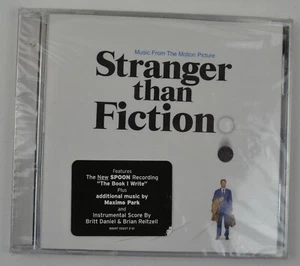 Music From The Motion Picture
Stranger
than
Fiction
Features
The New SPOON Recording
"The Book I Write"
Plus
additional music by
Maximo Park
and
Instrumental Score By
Britt Daniel & Brian Reitzell